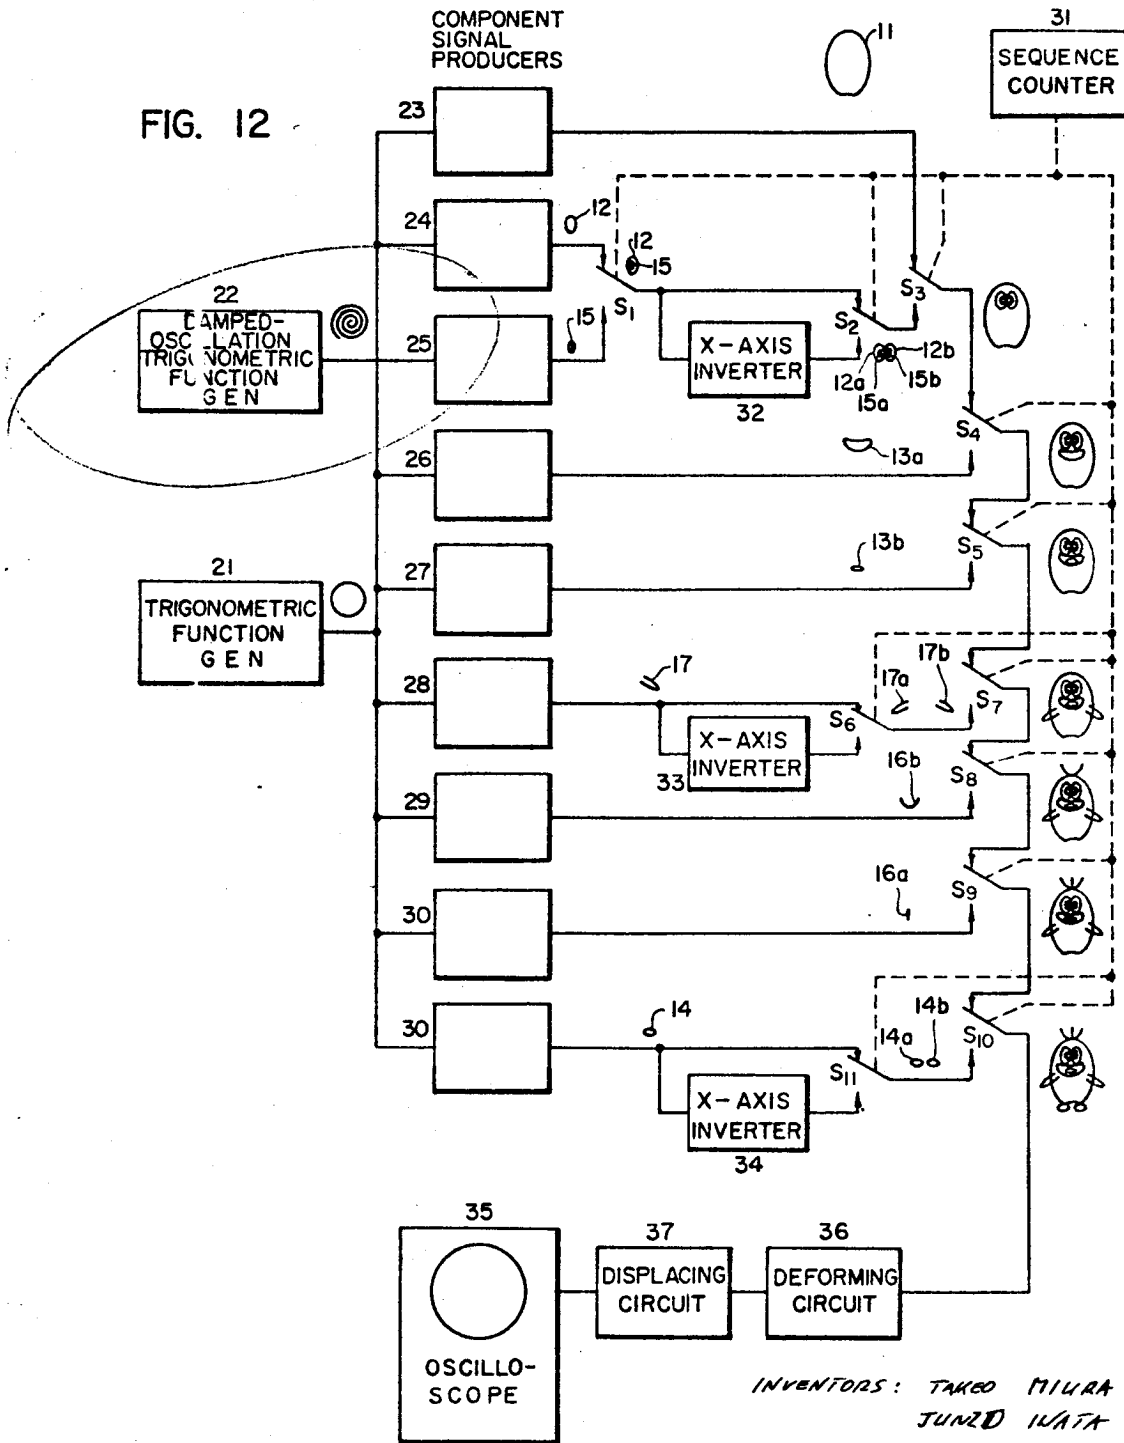 COMPONENT
SIGNAL
PRODUCERS
11
31
SEQUENCE
COUNTER
FIG. 12
23
24
12
12
15
S1
S2
S3
22
DAMPED-
OSCILLATION
TRIGONOMETRIC
FUNCTION
GEN
25
15
X-AXIS
INVERTER
32
12a
12b
15a
15b
S4
26
13a
S5
21
TRIGONOMETRIC
FUNCTION
GEN
27
13b
28
17
17a
17b
S6
S7
X-AXIS
INVERTER
33
16b
S8
29
16a
S9
30
30
14
14a
14b
S10
S11
X-AXIS
INVERTER
34
35
37
36
DISPLACING
CIRCUIT
DEFORMING
CIRCUIT
OSCILLO-
SCOPE
INVENTORS: TAKEO MIURA
JUNZO IWATA